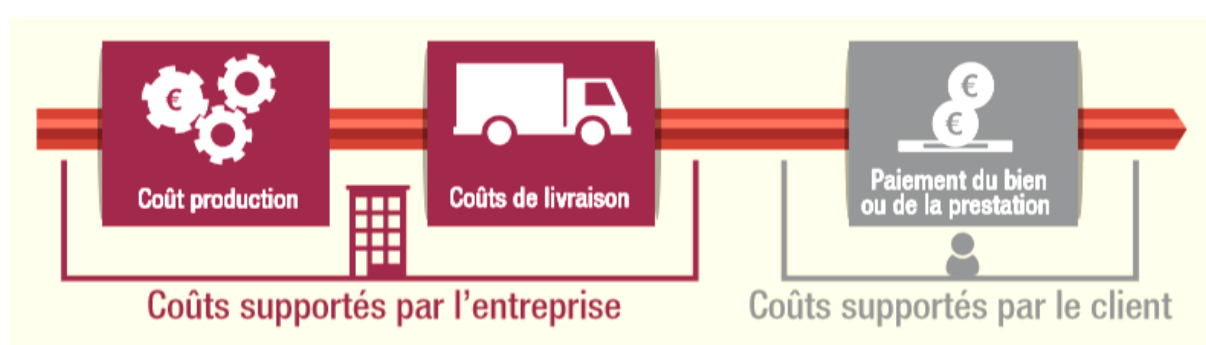 €
Coût production
Coûts de livraison
€
€
Paiement du bien
ou de la prestation
Coûts supportés par l'entreprise
Coûts supportés par le client